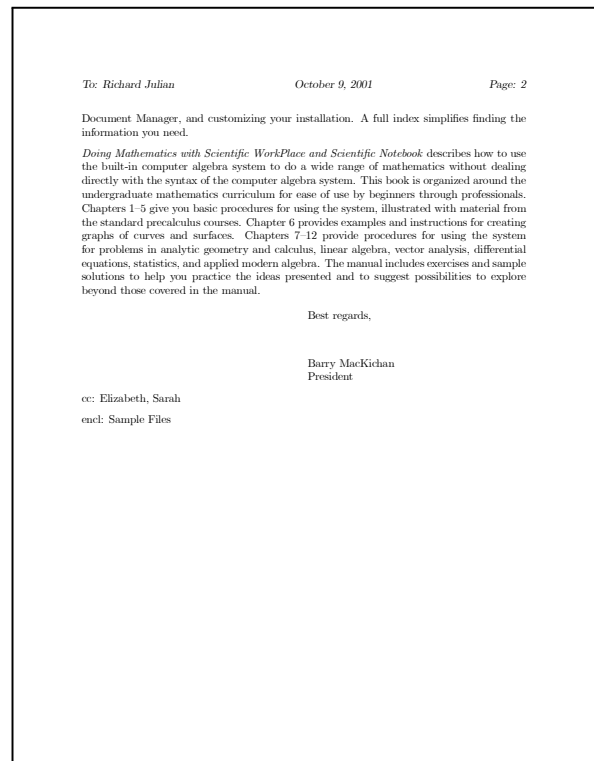 To: Richard Julian October 9, 2001 Page: 2
Document Manager, and customizing your installation. A full index simplifies finding the
information you need.
Doing Mathematics with Scientific WorkPlace and Scientific Notebook describes how to use
the built-in computer algebra system to do a wide range of mathematics without dealing
directly with the syntax of the computer algebra system. This book is organized around the
undergraduate mathematics curriculum for ease of use by beginners through professionals.
Chapters 1–5 give you basic procedures for using the system, illustrated with material from
the standard precalculus courses. Chapter 6 provides examples and instructions for creating
graphs of curves and surfaces. Chapters 7–12 provide procedures for using the system
for problems in analytic geometry and calculus, linear algebra, vector analysis, differential
equations, statistics, and applied modern algebra. The manual includes exercises and sample
solutions to help you practice the ideas presented and to suggest possibilities to explore
beyond those covered in the manual.
Best regards,
Barry MacKichan
President
cc: Elizabeth, Sarah
encl: Sample Files